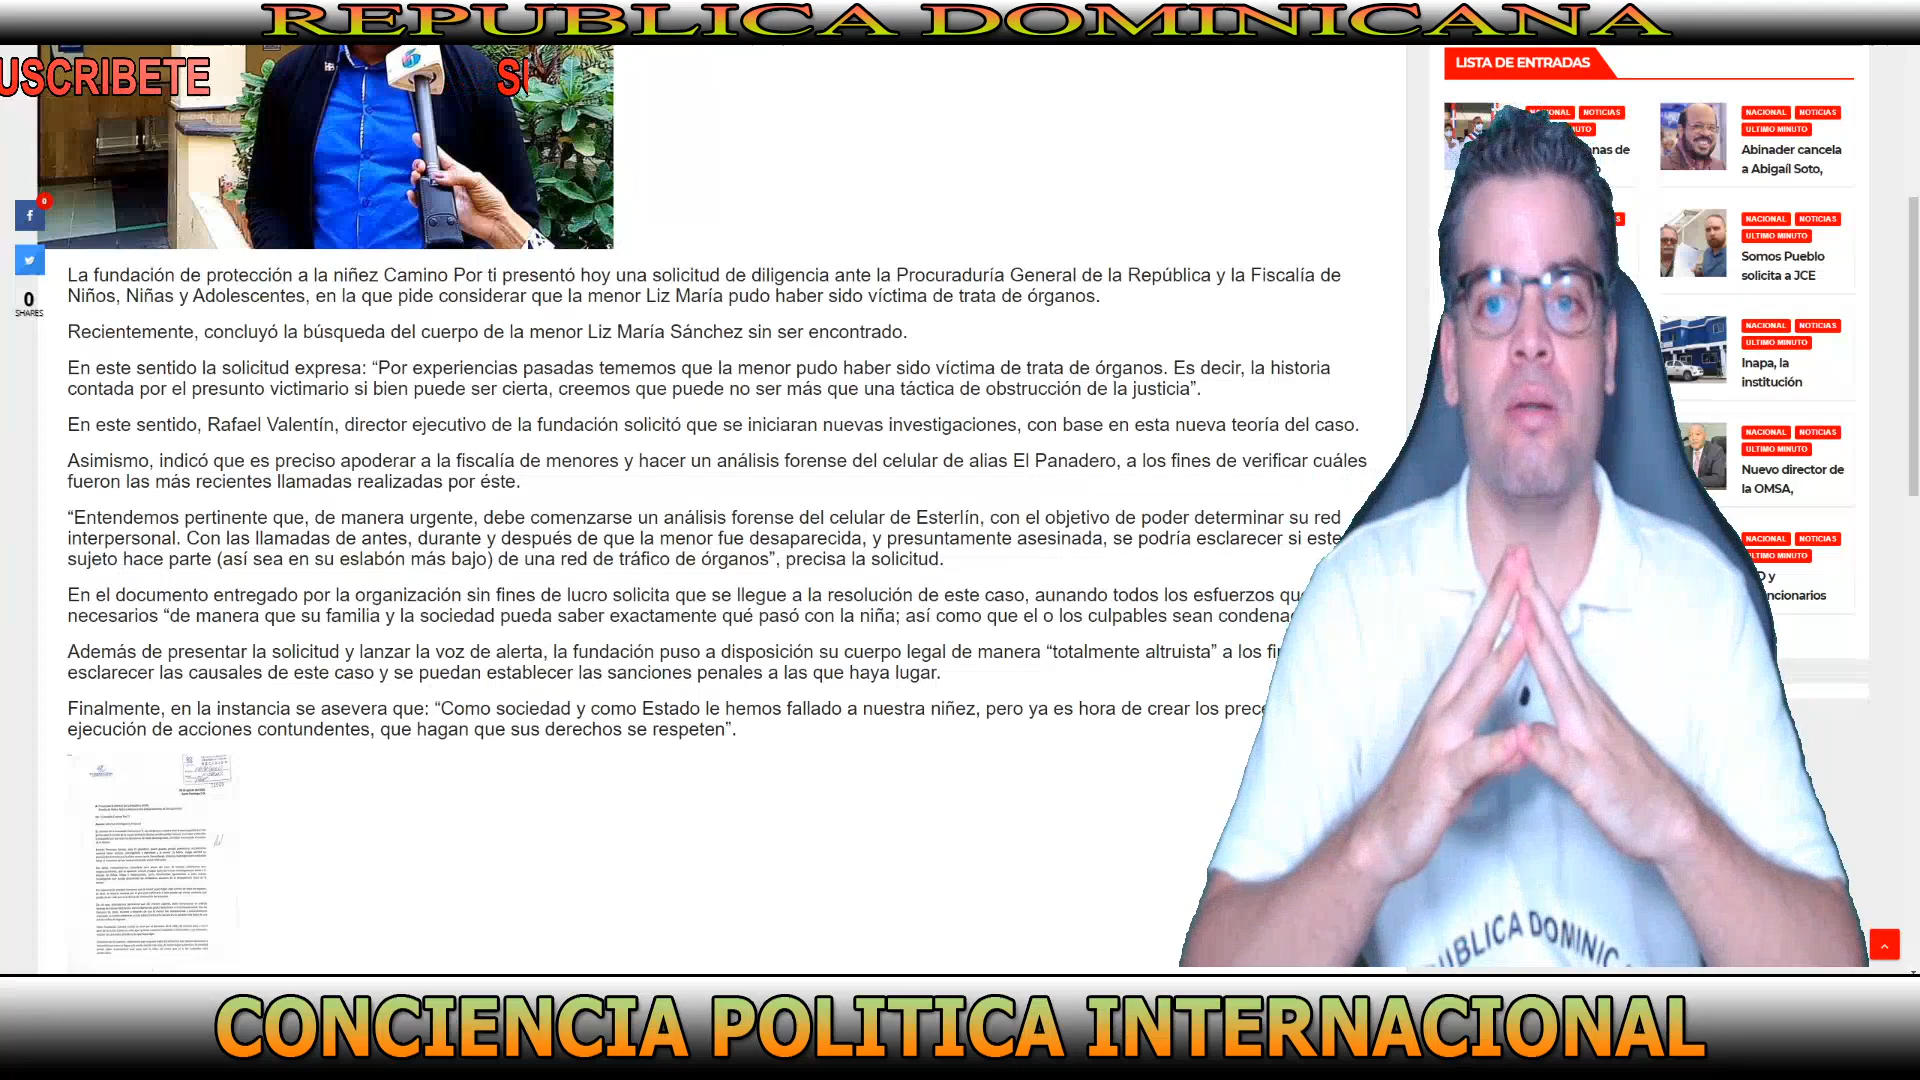 REPUBLICA DOMINICANA
USCRIBETE
LISTA DE ENTRADAS
NACIONAL NOTICIAS
ULTIMO MINUTO
Abinader cancela
a Abigaíl Soto,
NACIONAL NOTICIAS
ULTIMO MINUTO
Somos Pueblo
solicita a JCE
NACIONAL NOTICIAS
ULTIMO MINUTO
Inapa, la
institución
NACIONAL NOTICIAS
ULTIMO MINUTO
Nuevo director de
la OMSA,
NACIONAL NOTICIAS
0
0
SHARES
La fundación de protección a la niñez Camino Por ti presentó hoy una solicitud de diligencia ante la Procuraduría General de la República y la Fiscalía de
Niños, Niñas y Adolescentes, en la que pide considerar que la menor Liz María pudo haber sido víctima de trata de órganos.
Recientemente, concluyó la búsqueda del cuerpo de la menor Liz María Sánchez sin ser encontrado.
En este sentido la solicitud expresa: “Por experiencias pasadas tememos que la menor pudo haber sido víctima de trata de órganos. Es decir, la historia
contada por el presunto victimario si bien puede ser cierta, creemos que puede no ser más que una táctica de obstrucción de la justicia”.
En este sentido, Rafael Valentín, director ejecutivo de la fundación solicitó que se iniciaran nuevas investigaciones, con base en esta nueva teoría del caso.
Asimismo, indicó que es preciso apoderar a la fiscalía de menores y hacer un análisis forense del celular de alias El Panadero, a los fines de verificar cuáles
fueron las más recientes llamadas realizadas por éste.
“Entendemos pertinente que, de manera urgente, debe comenzarse un análisis forense del celular de Esterlín, con el objetivo de poder determinar su red
interpersonal. Con las llamadas de antes, durante y después de que la menor fue desaparecida, y presuntamente asesinada, se podría esclarecer si este
sujeto hace parte (así sea en su eslabón más bajo) de una red de tráfico de órganos”, precisa la solicitud.
En el documento entregado por la organización sin fines de lucro solicita que se llegue a la resolución de este caso, aunando todos los esfuerzos
necesarios “de manera que su familia y la sociedad pueda saber exactamente qué pasó con la niña; así como que el o los culpables sean
Además de presentar la solicitud y lanzar la voz de alerta, la fundación puso a disposición su cuerpo legal de manera “totalmente altruista” a los
esclarecer las causales de este caso y se puedan establecer las sanciones penales a las que haya lugar.
Finalmente, en la instancia se asevera que: “Como sociedad y como Estado le hemos fallado a nuestra niñez, pero ya es hora de crear los
ejecución de acciones contundentes, que hagan que sus derechos se respeten”.
CONCIENCIA POLITICA INTERNACIONAL